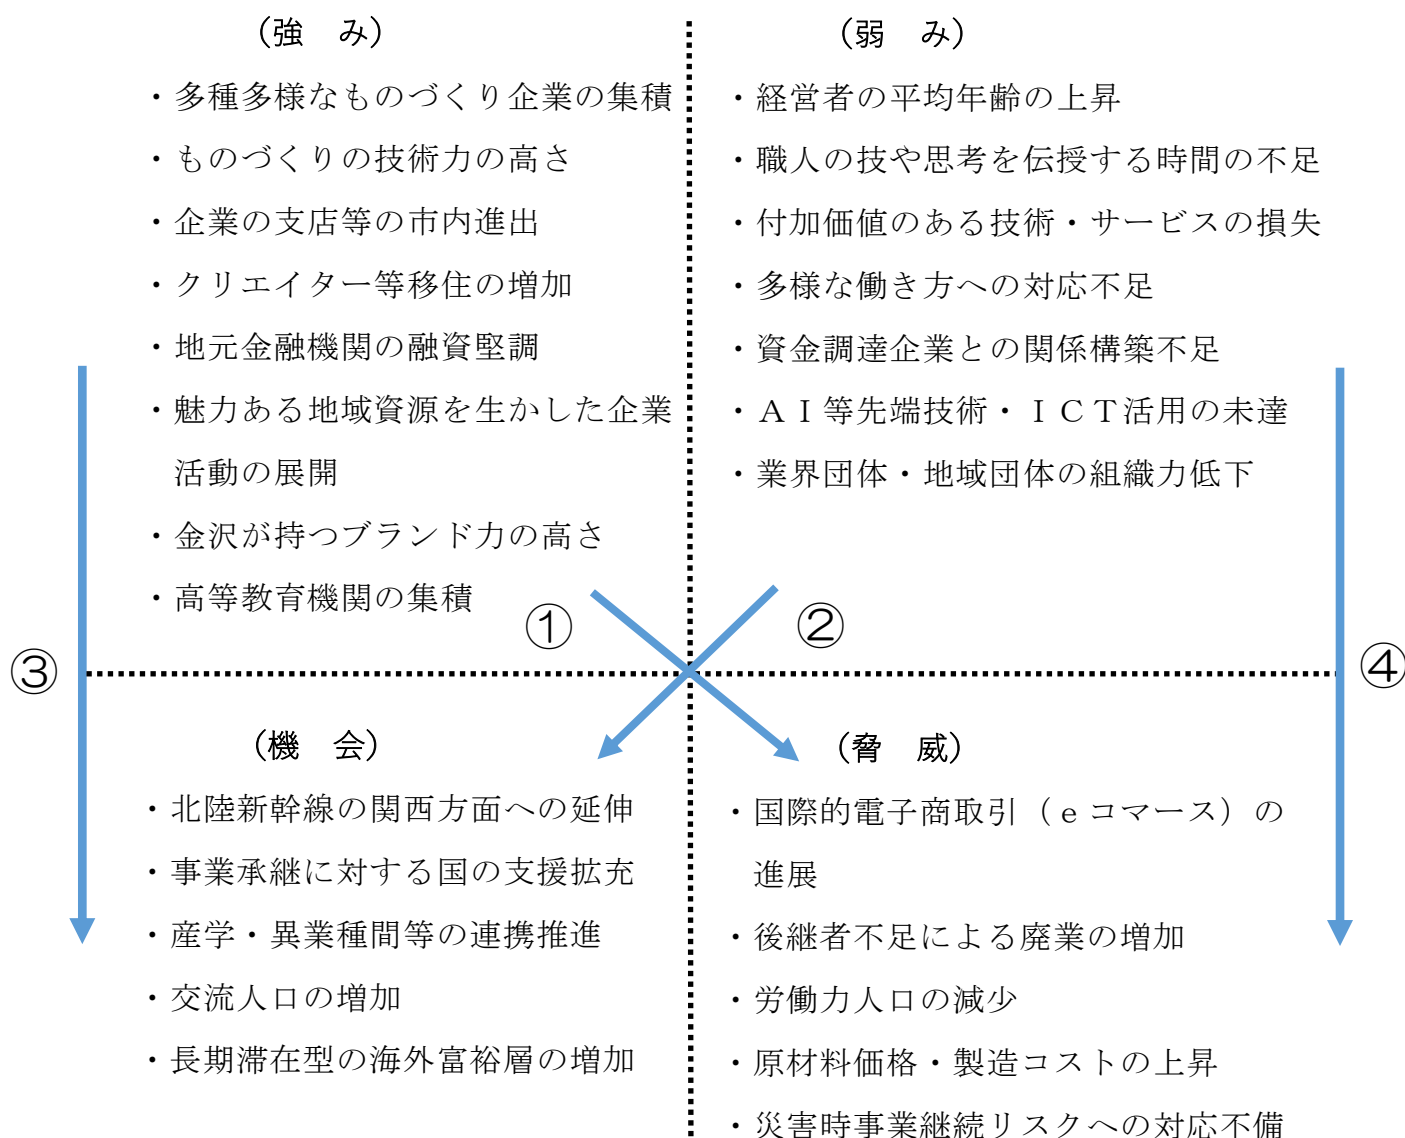 （強　み）
・多種多様なものづくり企業の集積
・ものづくりの技術力の高さ
・企業の支店等の市内進出
・クリエイター等移住の増加
・地元金融機関の融資堅調
・魅力ある地域資源を生かした企業
活動の展開
・金沢が持つブランド力の高さ
・高等教育機関の集積
（弱　み）
・経営者の平均年齢の上昇
・職人の技や思考を伝授する時間の不足
・付加価値のある技術・サービスの損失
・多様な働き方への対応不足
・資金調達企業との関係構築不足
・ＡＩ等先端技術・ＩＣＴ活用の未達
・業界団体・地域団体の組織力低下
①
②
③
④
（機　会）
・北陸新幹線の関西方面への延伸
・事業承継に対する国の支援拡充
・産学・異業種間等の連携推進
・交流人口の増加
・長期滞在型の海外富裕層の増加
（脅　威）
・国際的電子商取引（ｅコマース）の
進展
・後継者不足による廃業の増加
・労働力人口の減少
・原材料価格・製造コストの上昇
・災害時事業継続リスクへの対応不備